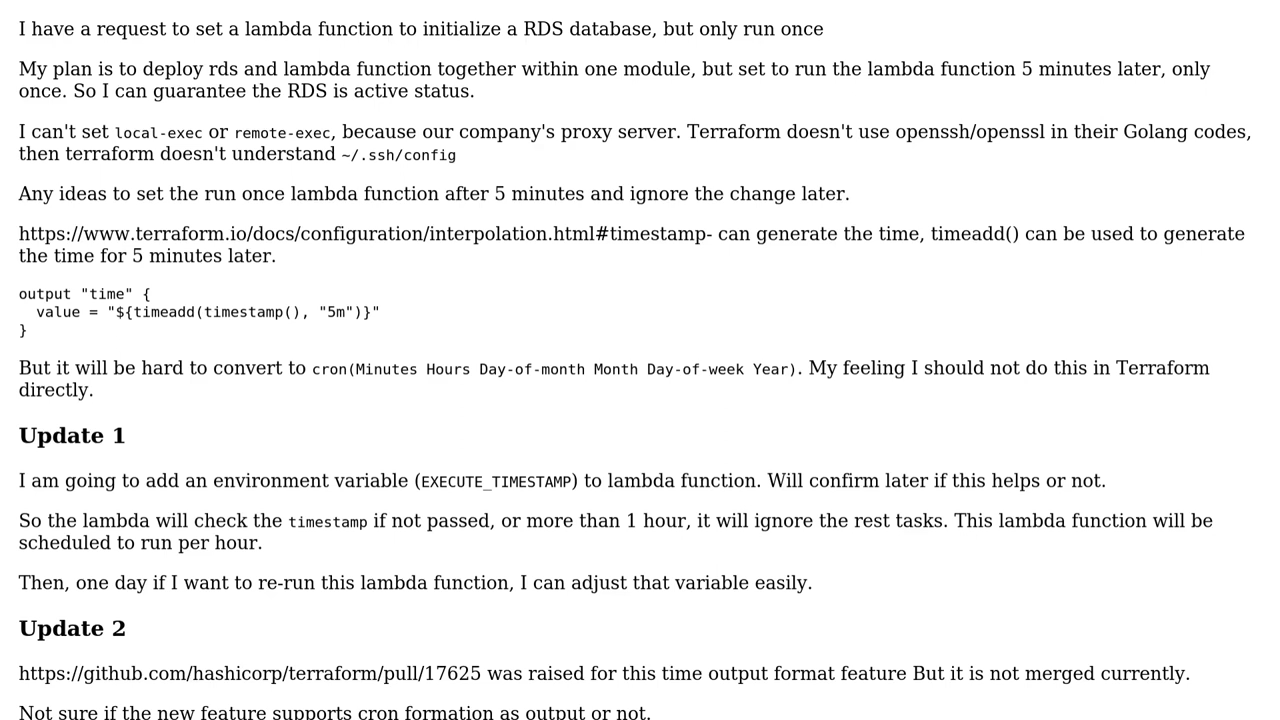 I have a request to set a lambda function to initialize a RDS database, but only run once
My plan is to deploy rds and lambda function together within one module, but set to run the lambda function 5 minutes later, only
once. So I can guarantee the RDS is active status.
I can't set local-exec or remote-exec, because our company's proxy server. Terraform doesn't use openssh/openssl in their Golang codes,
then terraform doesn't understand ~/.ssh/config
Any ideas to set the run once lambda function after 5 minutes and ignore the change later.
https://www.terraform.io/docs/configuration/interpolation.html#timestamp- can generate the time, timeadd() can be used to generate
the time for 5 minutes later.
output "time" {
  value = "${timeadd(timestamp(), "5m")}"
}
But it will be hard to convert to cron(Minutes Hours Day-of-month Month Day-of-week Year). My feeling I should not do this in Terraform
directly.
Update 1
I am going to add an environment variable (EXECUTE_TIMESTAMP) to lambda function. Will confirm later if this helps or not.
So the lambda will check the timestamp if not passed, or more than 1 hour, it will ignore the rest tasks. This lambda function will be
scheduled to run per hour.
Then, one day if I want to re-run this lambda function, I can adjust that variable easily.
Update 2
https://github.com/hashicorp/terraform/pull/17625 was raised for this time output format feature But it is not merged currently.
Not sure if the new feature supports cron formation as output or not.